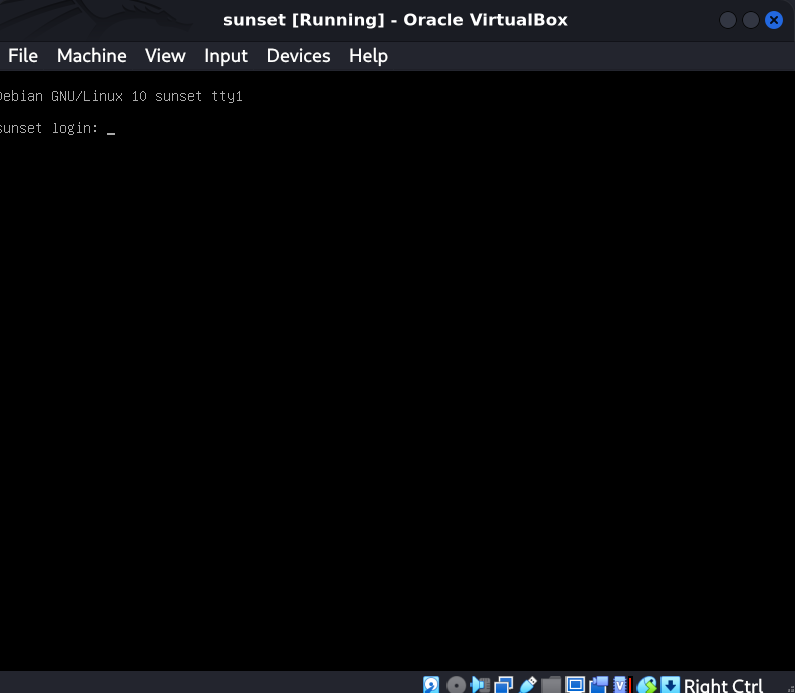 sunset [Running] - Oracle VirtualBox
File Machine View Input Devices Help
Debian GNU/Linux 10 sunset tty1
sunset login: _
Right Ctrl